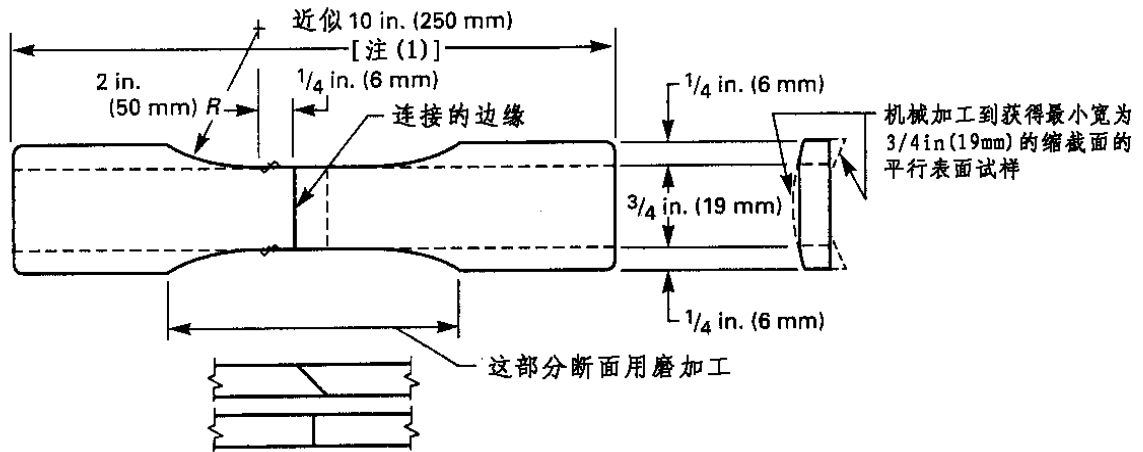 近似 10 in. (250 mm)
[注(1)]
2 in.
(50 mm) R
1/4 in. (6 mm)
连接的边缘
1/4 in. (6 mm)
机械加工到获得最小宽为
3/4in(19mm)的缩截面的
平行表面试样
3/4 in. (19 mm)
1/4 in. (6 mm)
这部分断面用磨加工